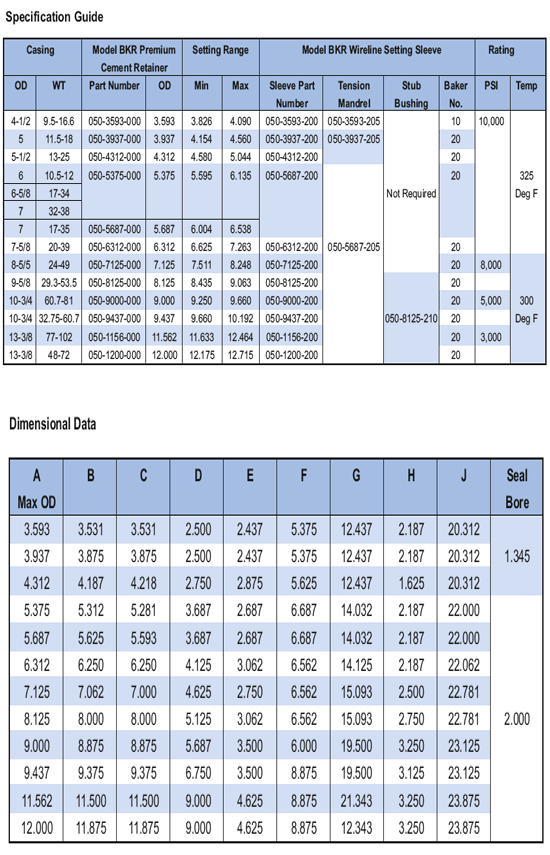 Specification Guide
Casing Model BKR Premium Setting Range Model BKR Wireline Setting Sleeve Rating
Cement Retainer
OD WT Part Number OD Min Max Sleeve Part Tension Stub Baker PSI Temp
Number Mandrel Bushing No.
4-1/2 9.5-16.6 050-3593-000 3.593 3.826 4.090 050-3593-200 050-3593-205 10 10,000
5 11.5-18 050-3937-000 3.937 4.154 4.560 050-3937-200 050-3937-205 20
5-1/2 13-25 050-4312-000 4.312 4.580 5.044 050-4312-200 20
6 10.5-12 050-5375-000 5.375 5.595 6.135 050-5687-200 20 325
6-5/8 17-34 Not Required Deg F
7 32-38
7 17-35 050-5687-000 5.687 6.004 6.538
7-5/8 20-39 050-6312-000 6.312 6.625 7.263 050-6312-200 050-5687-205 20
8-5/5 24-49 050-7125-000 7.125 7.511 8.248 050-7125-200 20 8,000
9-5/8 29.3-53.5 050-8125-000 8.125 8.435 9.063 050-8125-200 20
10-3/4 60.7-81 050-9000-000 9.000 9.250 9.660 050-9000-200 20 5,000 300
10-3/4 32.75-60.7 050-9437-000 9.437 9.660 10.192 050-9437-200 050-8125-210 20 Deg F
13-3/8 77-102 050-1156-000 11.562 11.633 12.464 050-1156-200 20 3,000
13-3/8 48-72 050-1200-000 12.000 12.175 12.715 050-1200-200 20
Dimensional Data
A B C D E F G H J Seal
Max OD Bore
3.593 3.531 3.531 2.500 2.437 5.375 12.437 2.187 20.312
3.937 3.875 3.875 2.500 2.437 5.375 12.437 2.187 20.312 1.345
4.312 4.187 4.218 2.750 2.875 5.625 12.437 1.625 20.312
5.375 5.312 5.281 3.687 2.687 6.687 14.032 2.187 22.000
5.687 5.625 5.593 3.687 2.687 6.687 14.032 2.187 22.000
6.312 6.250 6.250 4.125 3.062 6.562 14.125 2.187 22.062
7.125 7.062 7.000 4.625 2.750 6.562 15.093 2.500 22.781
8.125 8.000 8.000 5.125 3.062 6.562 15.093 2.750 22.781 2.000
9.000 8.875 8.875 5.687 3.500 6.000 19.500 3.250 23.125
9.437 9.375 9.375 6.750 3.500 8.875 19.500 3.125 23.125
11.562 11.500 11.500 9.000 4.625 8.875 21.343 3.250 23.875
12.000 11.875 11.875 9.000 4.625 8.875 12.343 3.250 23.875